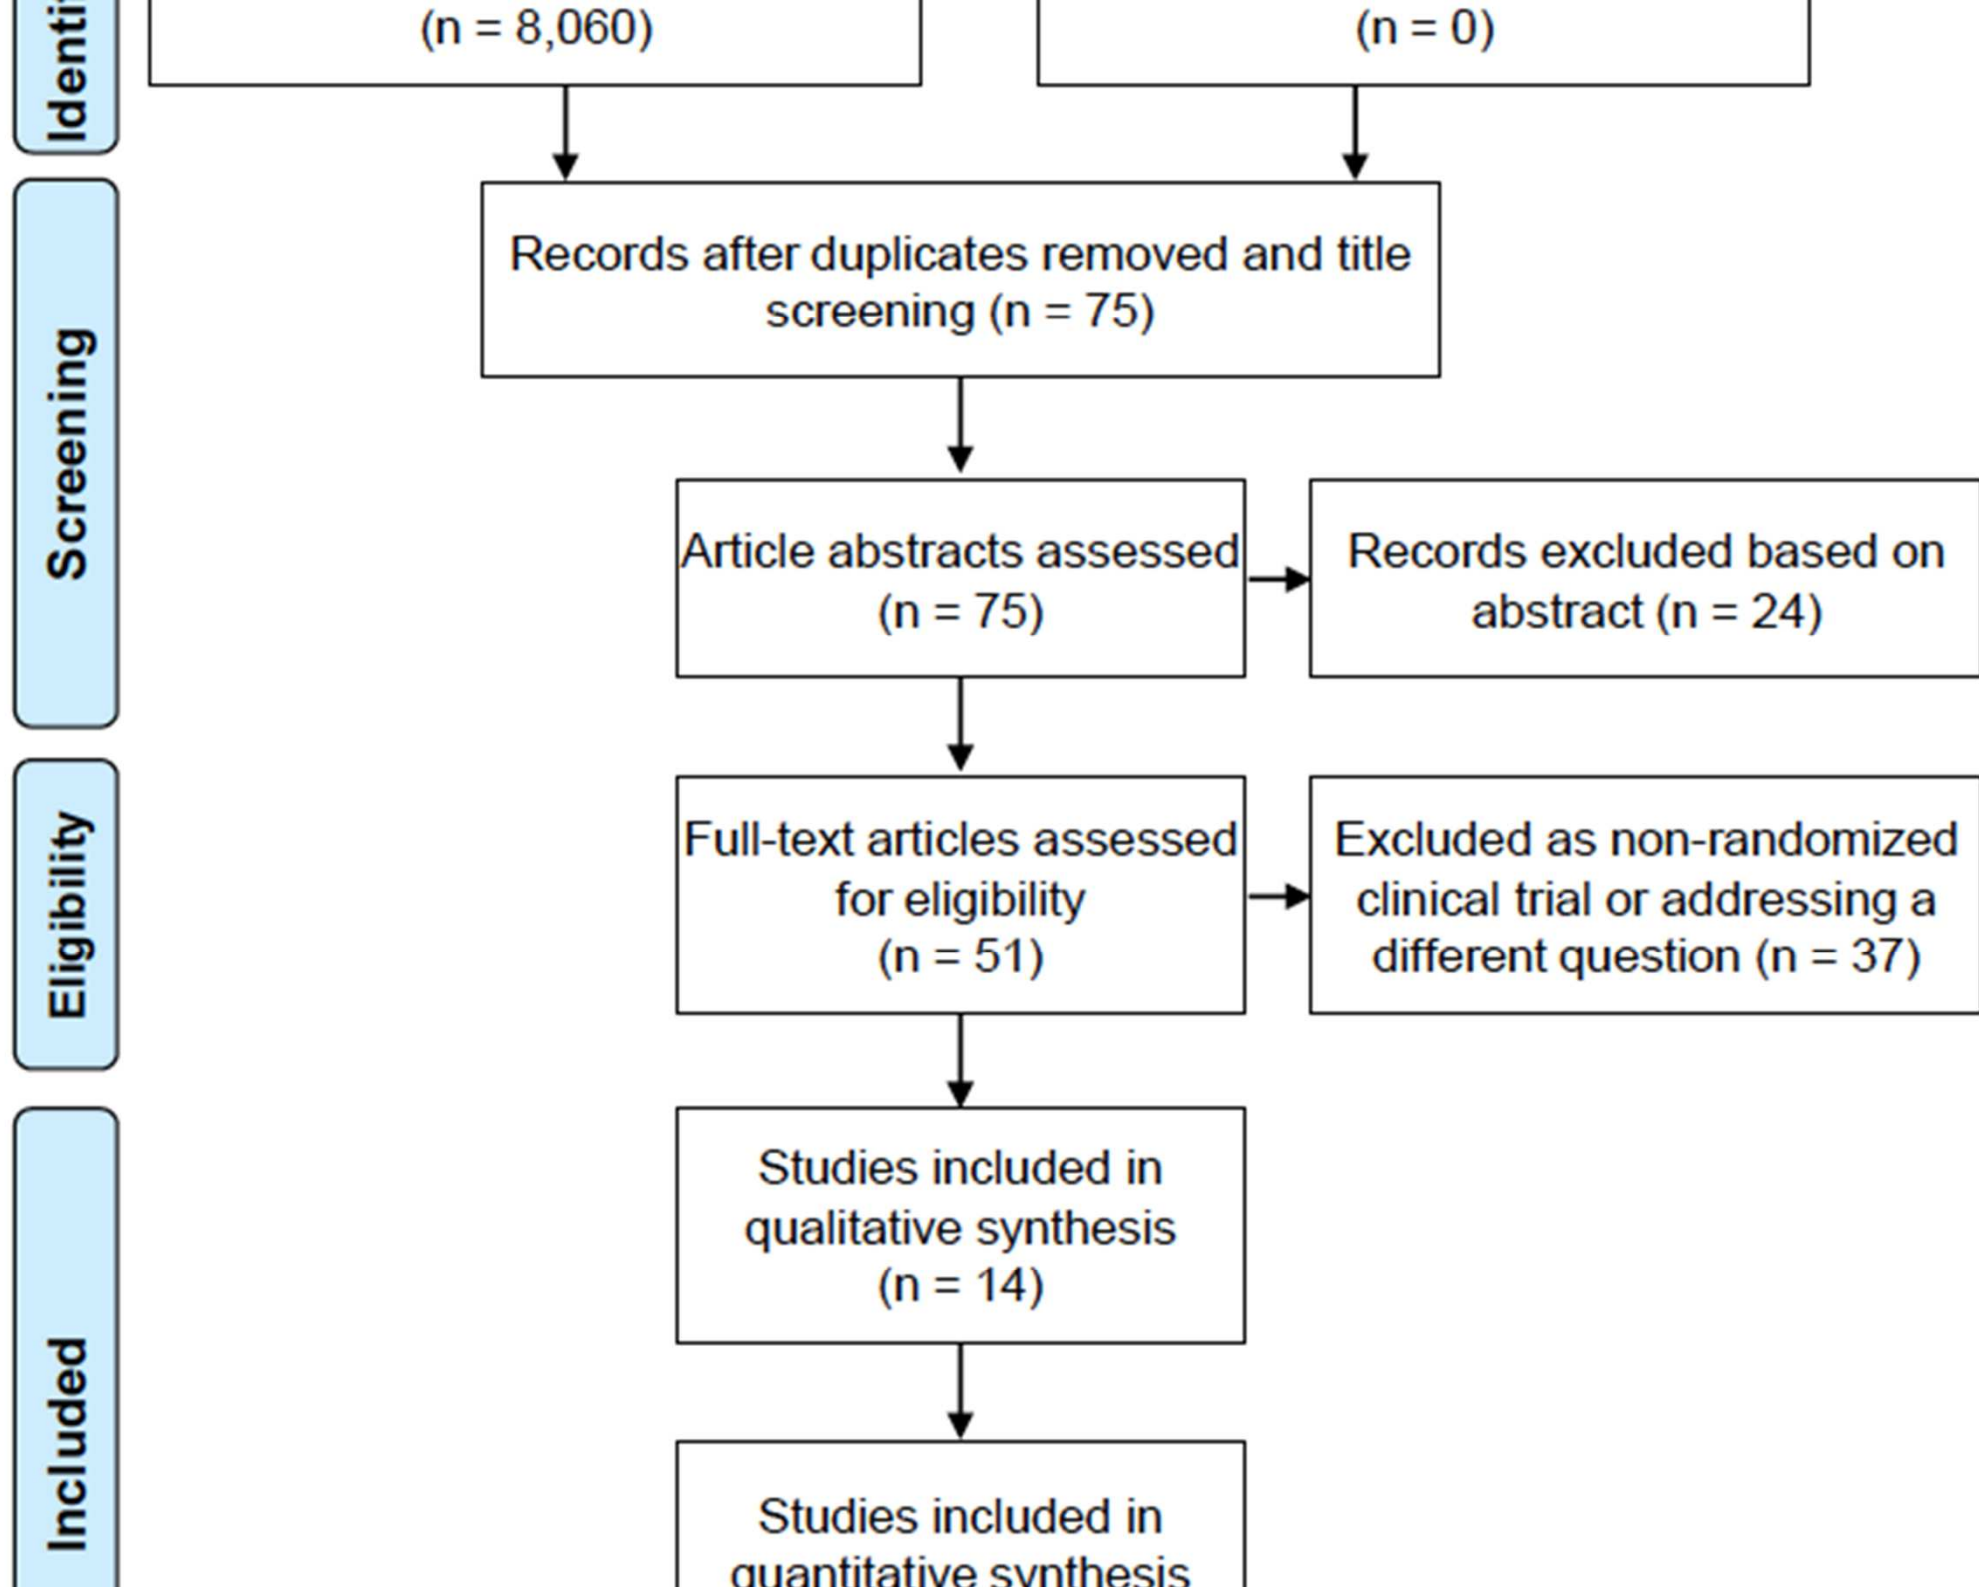 (n = 8,060)
(n = 0)
Records after duplicates removed and title
screening (n = 75)
Screening
Article abstracts assessed
(n = 75)
Records excluded based on
abstract (n = 24)
Eligibility
Full-text articles assessed
for eligibility
(n = 51)
Excluded as non-randomized
clinical trial or addressing a
different question (n = 37)
Included
Studies included in
qualitative synthesis
(n = 14)
Studies included in
quantitative synthesis